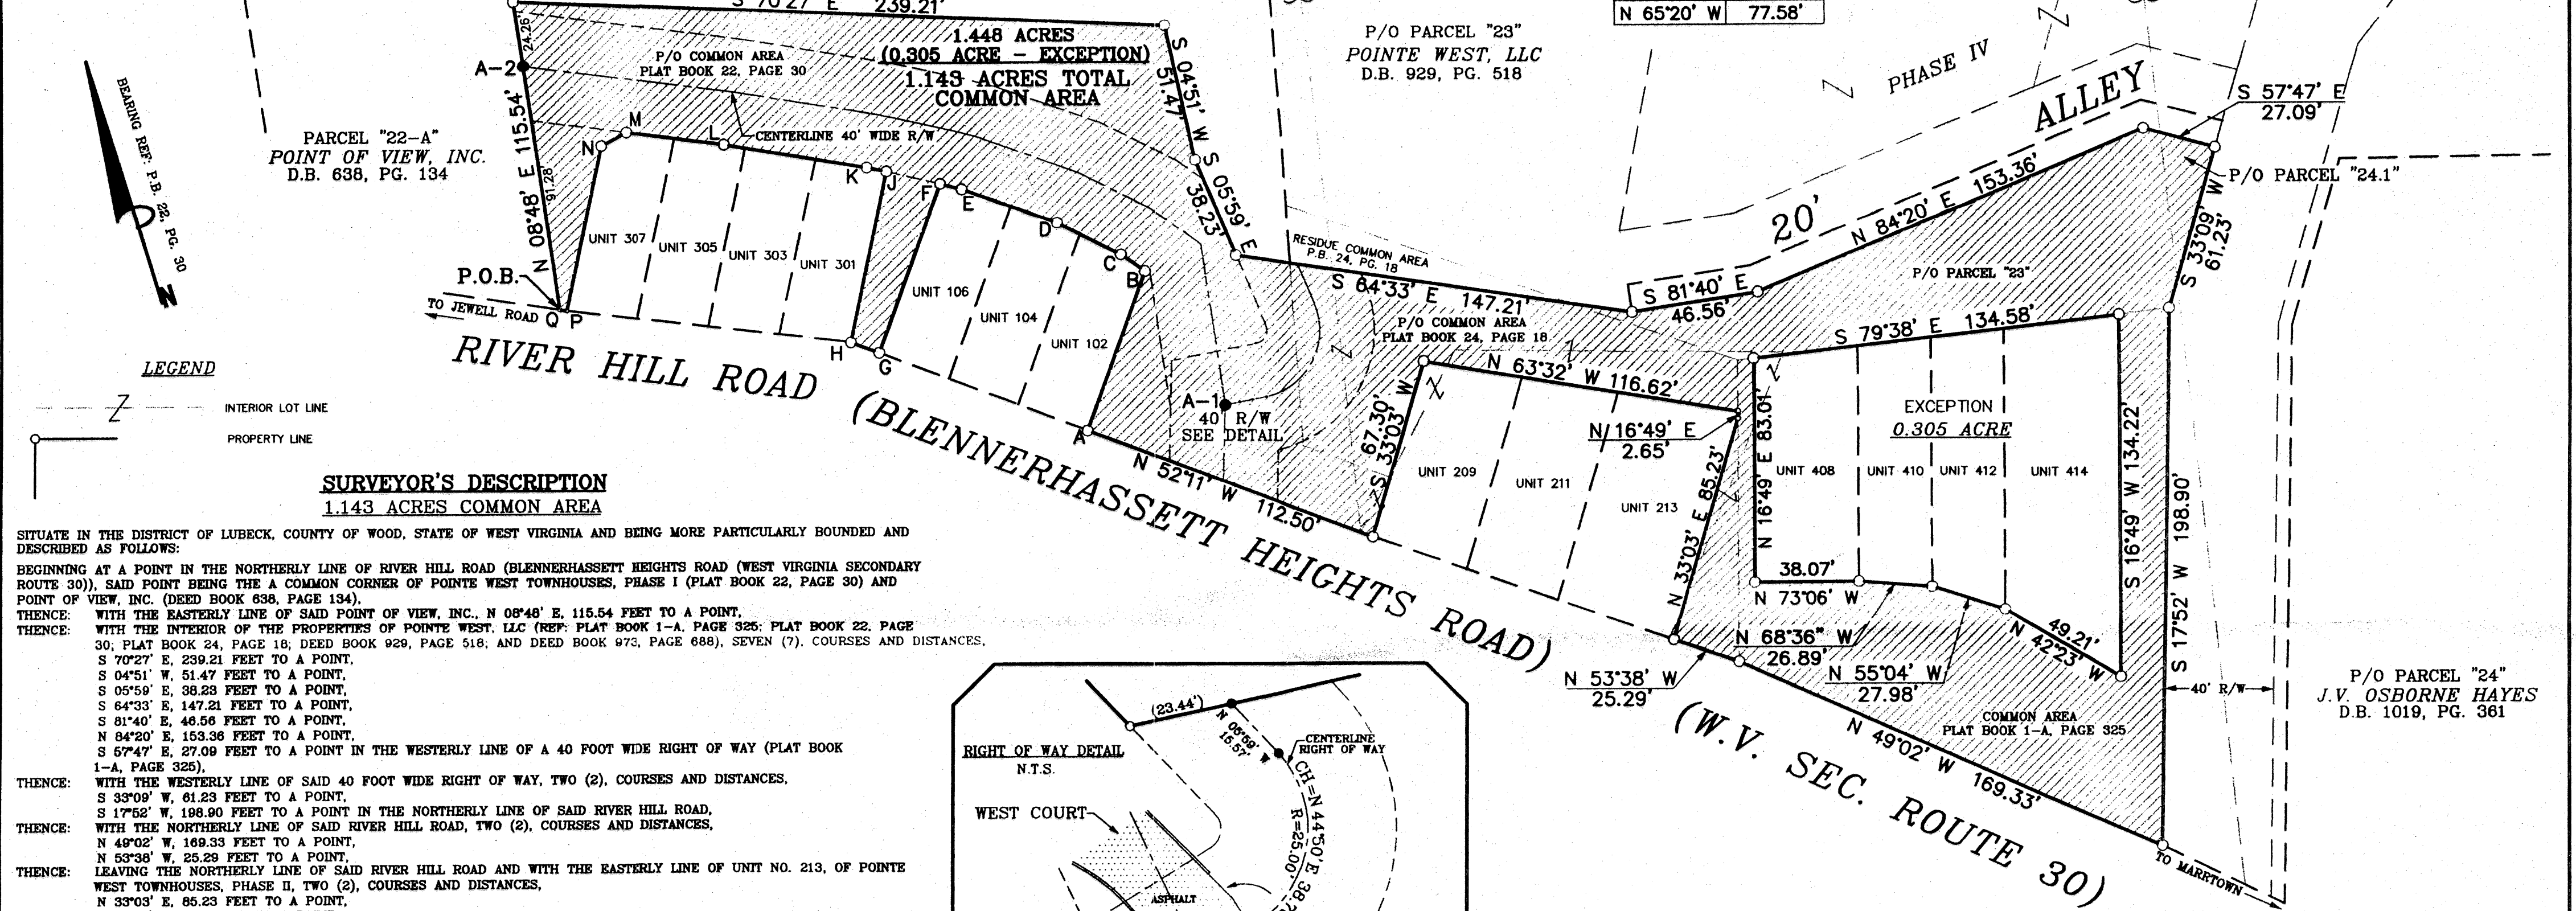 S 70°27' E 239.21'
N 65°20' W 77.58'
24.26'
A-2
P/O COMMON AREA
PLAT BOOK 22, PAGE 30
1.448 ACRES
(0.305 ACRE - EXCEPTION)
1.143 ACRES TOTAL
COMMON AREA
S 04°51' W
51.47'
P/O PARCEL "23"
POINTE WEST, LLC
D.B. 929, PG. 518
Z
PHASE IV
Z
ALLEY
20'
S 57°47' E
27.09'
P/O PARCEL "24.1"
BEARING REF: P.B. 22, PG. 30
N
PARCEL "22-A"
POINT OF VIEW, INC.
D.B. 638, PG. 134
N 08°48' E 115.54'
91.28'
M
L
N
CENTERLINE 40' WIDE R/W
K
J
F
E
D
C
B
S 05°59' E
38.23'
N 84°20' E 153.36'
S 33°09' W
61.23'
UNIT 307
UNIT 305
UNIT 303
UNIT 301
UNIT 106
UNIT 104
UNIT 102
RESIDUE COMMON AREA
P.B. 24, PG. 18
S 64°33' E 147.21'
S 81°40' E
46.56'
P/O PARCEL "23"
P.O.B.
TO JEWELL ROAD
Q P
H
G
A
P/O COMMON AREA
PLAT BOOK 24, PAGE 18
Z
Z
S 79°38' E 134.58'
N 63°32' W 116.62'
RIVER HILL ROAD (BLENNERHASSETT HEIGHTS ROAD)
(W.V. SEC. ROUTE 30)
A-1
40' R/W
SEE DETAIL
S 33°03' W
67.30'
N 16°49' E
2.65'
N 16°49' E 83.01'
EXCEPTION
0.305 ACRE
UNIT 209
UNIT 211
UNIT 213
UNIT 408
UNIT 410
UNIT 412
UNIT 414
S 16°49' W 134.22'
S 17°52' W 198.90'
N 52°11' W 112.50'
N 33°03' E 85.23'
38.07'
N 73°06' W
N 68°36" W
26.89'
N 55°04' W
27.98'
49.21'
N 42°23' W
N 53°38' W
25.29'
N 49°02' W 169.33'
COMMON AREA
PLAT BOOK 1-A, PAGE 325
40' R/W
P/O PARCEL "24"
J.V. OSBORNE HAYES
D.B. 1019, PG. 361
TO MARRTOWN
LEGEND
Z INTERIOR LOT LINE
PROPERTY LINE
SURVEYOR'S DESCRIPTION
1.143 ACRES COMMON AREA
SITUATE IN THE DISTRICT OF LUBECK, COUNTY OF WOOD, STATE OF WEST VIRGINIA AND BEING MORE PARTICULARLY BOUNDED AND
DESCRIBED AS FOLLOWS:
BEGINNING AT A POINT IN THE NORTHERLY LINE OF RIVER HILL ROAD (BLENNERHASSETT HEIGHTS ROAD (WEST VIRGINIA SECONDARY
ROUTE 30)), SAID POINT BEING THE A COMMON CORNER OF POINTE WEST TOWNHOUSES, PHASE I (PLAT BOOK 22, PAGE 30) AND
POINT OF VIEW, INC. (DEED BOOK 638, PAGE 134),
THENCE: WITH THE EASTERLY LINE OF SAID POINT OF VIEW, INC., N 08°48' E, 115.54 FEET TO A POINT,
THENCE: WITH THE INTERIOR OF THE PROPERTIES OF POINTE WEST, LLC (REF: PLAT BOOK 1-A, PAGE 325; PLAT BOOK 22, PAGE
30; PLAT BOOK 24, PAGE 18; DEED BOOK 929, PAGE 518; AND DEED BOOK 973, PAGE 688), SEVEN (7), COURSES AND DISTANCES,
S 70°27' E, 239.21 FEET TO A POINT,
S 04°51' W, 51.47 FEET TO A POINT,
S 05°59' E, 38.23 FEET TO A POINT,
S 64°33' E, 147.21 FEET TO A POINT,
S 81°40' E, 46.56 FEET TO A POINT,
N 84°20' E, 153.36 FEET TO A POINT,
S 57°47' E, 27.09 FEET TO A POINT IN THE WESTERLY LINE OF A 40 FOOT WIDE RIGHT OF WAY (PLAT BOOK
1-A, PAGE 325),
THENCE: WITH THE WESTERLY LINE OF SAID 40 FOOT WIDE RIGHT OF WAY, TWO (2), COURSES AND DISTANCES,
S 33°09' W, 61.23 FEET TO A POINT,
S 17°52' W, 198.90 FEET TO A POINT IN THE NORTHERLY LINE OF SAID RIVER HILL ROAD,
THENCE: WITH THE NORTHERLY LINE OF SAID RIVER HILL ROAD, TWO (2), COURSES AND DISTANCES,
N 49°02' W, 169.33 FEET TO A POINT,
N 53°38' W, 25.29 FEET TO A POINT,
THENCE: LEAVING THE NORTHERLY LINE OF SAID RIVER HILL ROAD AND WITH THE EASTERLY LINE OF UNIT NO. 213, OF POINTE
WEST TOWNHOUSES, PHASE II, TWO (2), COURSES AND DISTANCES,
N 33°03' E, 85.23 FEET TO A POINT,
RIGHT OF WAY DETAIL
N.T.S.
(23.44')
N 05°59' W
15.57'
CENTERLINE
RIGHT OF WAY
CH=N 44°50'E
R=25.00'
WEST COURT
ASPHALT